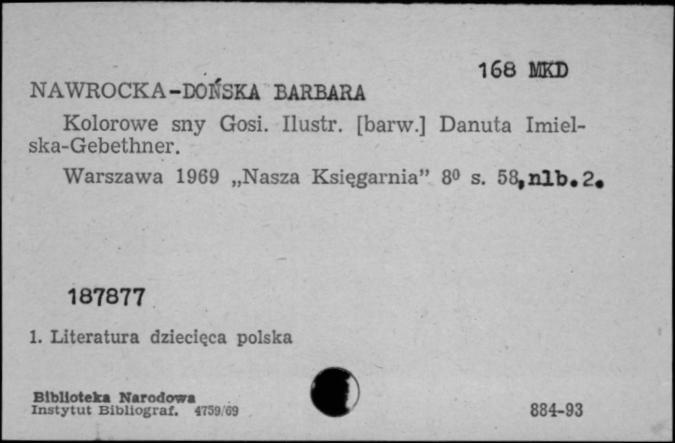 168 MKD
NAWROCKA-DOŃSKA BARBARA
Kolorowe sny Gosi. Ilustr. [barw.] Danuta Imiel-
ska-Gebethner.
Warszawa 1969 „Nasza Księgarnia” 8⁰ s. 58, nlb. 2.
187877
1. Literatura dziecięca polska
Biblioteka Narodowa
Instytut Bibliograf. 4759/69
884-93